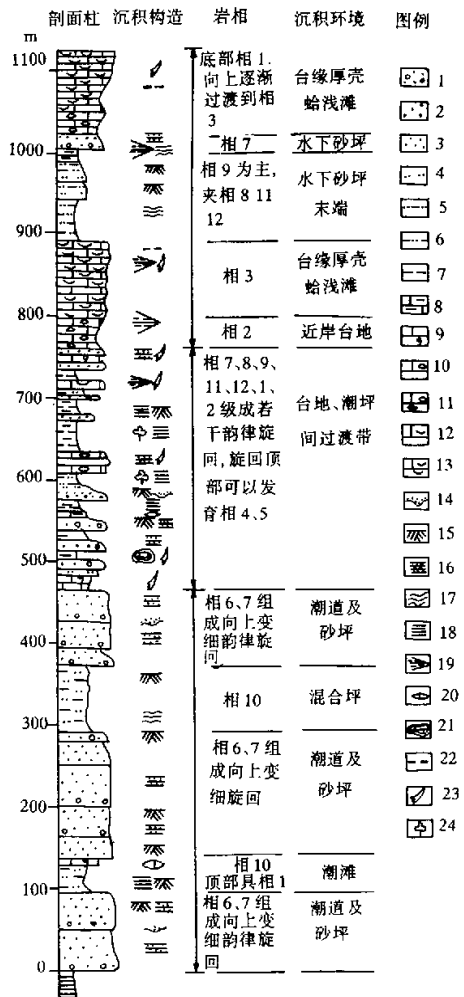 剖面柱 沉积构造 岩相 沉积环境 图例
m
1100
1000
900
800
700
600
500
400
300
200
100
0
底部相1.
向上逐渐
过渡到相
3
相7
相9为主,
夹相8 11
12
相3
相2
相7、8、9、
11、12、1、
2级成若
干韵律旋
回,旋回顶
部可以发
育相4、5
相6、7组
成向上变
细韵律旋
回
相10
相6、7组
成向上变
细旋回
相10
顶部具相1
相6、7组
成向上变
细韵律旋
回
台缘厚壳
蛤浅滩
水下砂坪
水下砂坪
末端
台缘厚壳
蛤浅滩
近岸台地
台地、潮坪
间过渡带
潮道及
砂坪
混合坪
潮道及
砂坪
潮滩
潮道及
砂坪
1
2
3
4
5
6
7
8
9
10
11
12
13
14
15
16
17
18
19
20
21
22
23
24